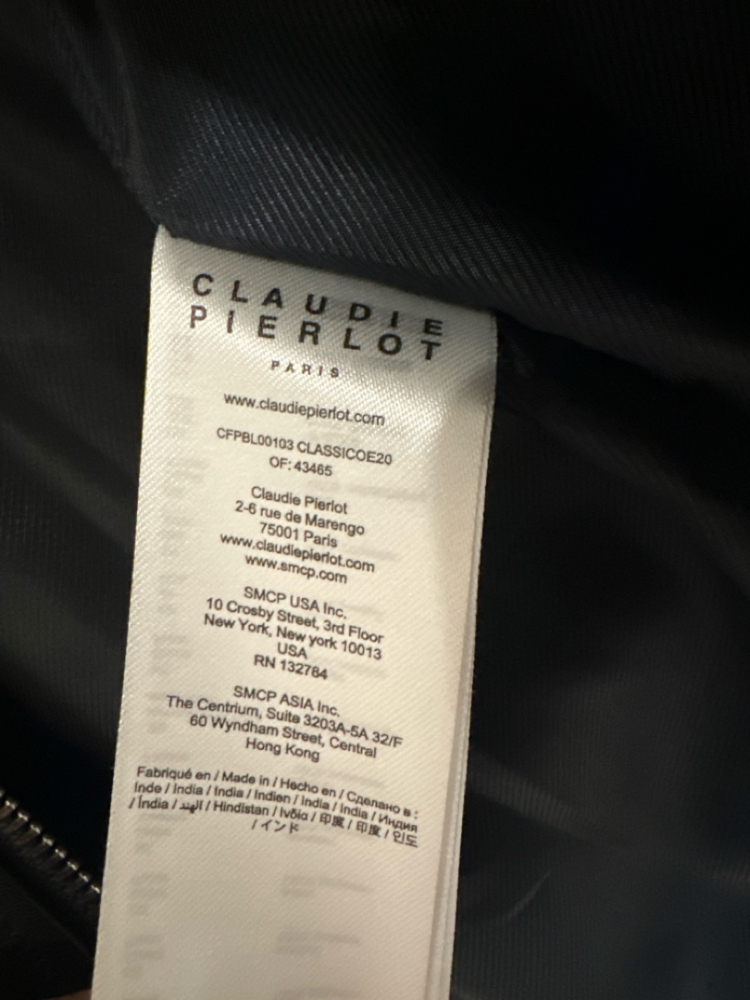 CLAUDIE
PIERLOT
PARIS
www.claudiepierlot.com
CFPBL00103 CLASSICOE20
OF: 43465
Claudie Pierlot
2-6 rue de Marengo
75001 Paris
www.claudiepierlot.com
www.smcp.com
SMCP USA Inc.
10 Crosby Street, 3rd Floor
New York, New york 10013
USA
RN 132784
SMCP ASIA Inc.
The Centrium, Suite 3203A-5A 32/F
60 Wyndham Street, Central
Hong Kong
Fabriqué en / Made in / Hecho en / Сделано в :
Inde / India / India / Indien / India / India / Индия
/ Índia / الهند / Hindistan / Ινδία / 印度 / 印度 / 인도
/ インド